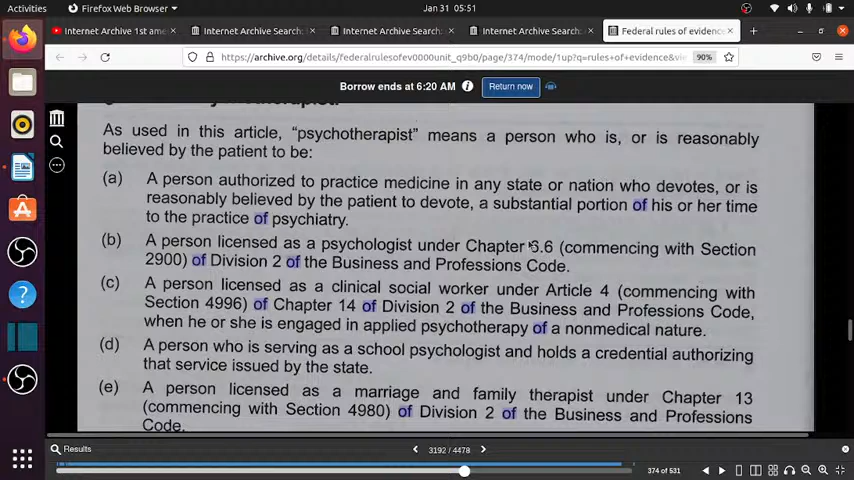 Activities
Firefox Web Browser
Jan 31 05:51
Internet Archive 1st ame
Internet Archive Search:
Internet Archive Search:
Internet Archive Search:
Federal rules of evidence
https://archive.org/details/federalrulesofev0000unit_q9b0/page/374/mode/1up?q=rules+of+evidence&vie
90%
Borrow ends at 6:20 AM
Return now
As used in this article, “psychotherapist” means a person who is, or is reasonably
believed by the patient to be:
(a) A person authorized to practice medicine in any state or nation who devotes, or is
reasonably believed by the patient to devote, a substantial portion of his or her time
to the practice of psychiatry.
(b) A person licensed as a psychologist under Chapter 6.6 (commencing with Section
2900) of Division 2 of the Business and Professions Code.
(c) A person licensed as a clinical social worker under Article 4 (commencing with
Section 4996) of Chapter 14 of Division 2 of the Business and Professions Code,
when he or she is engaged in applied psychotherapy of a nonmedical nature.
(d) A person who is serving as a school psychologist and holds a credential authorizing
that service issued by the state.
(e) A person licensed as a marriage and family therapist under Chapter 13
(commencing with Section 4980) of Division 2 of the Business and Professions
Code.
Results
3192 / 4478
374 of 531